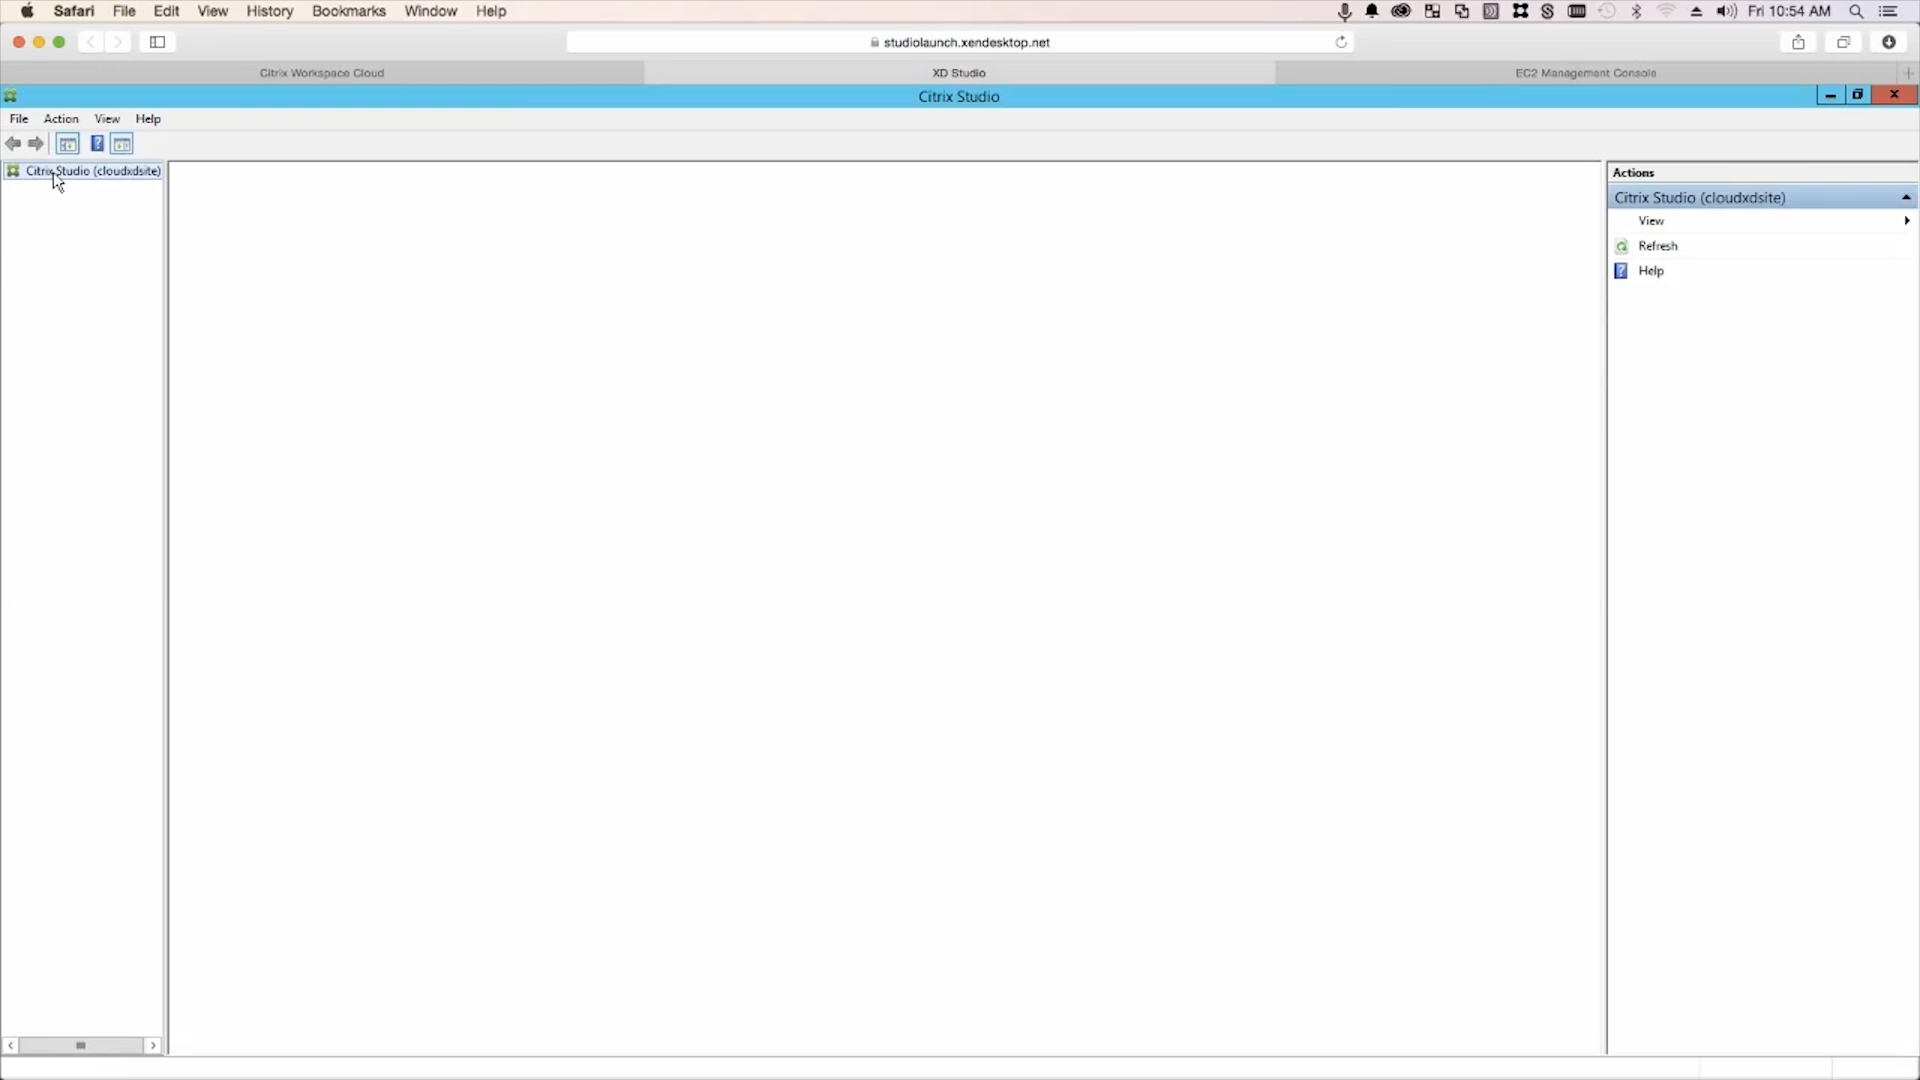 Safari File Edit View History Bookmarks Window Help Fri 10:54 AM
studiolaunch.xendesktop.net
Citrix Workspace Cloud XD Studio EC2 Management Console
Citrix Studio
File Action View Help
Citrix Studio (cloudxdsite)
Actions
Citrix Studio (cloudxdsite)
View
Refresh
Help